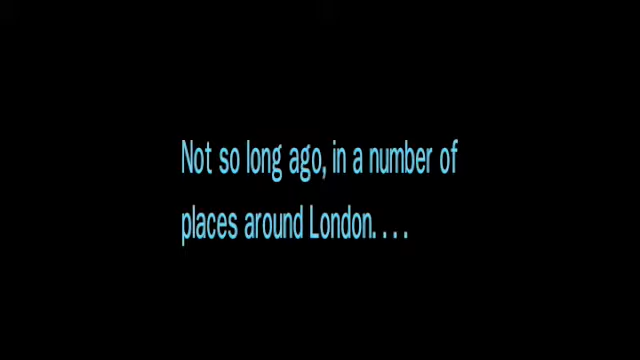 Not so long ago, in a number of
places around London. . . .